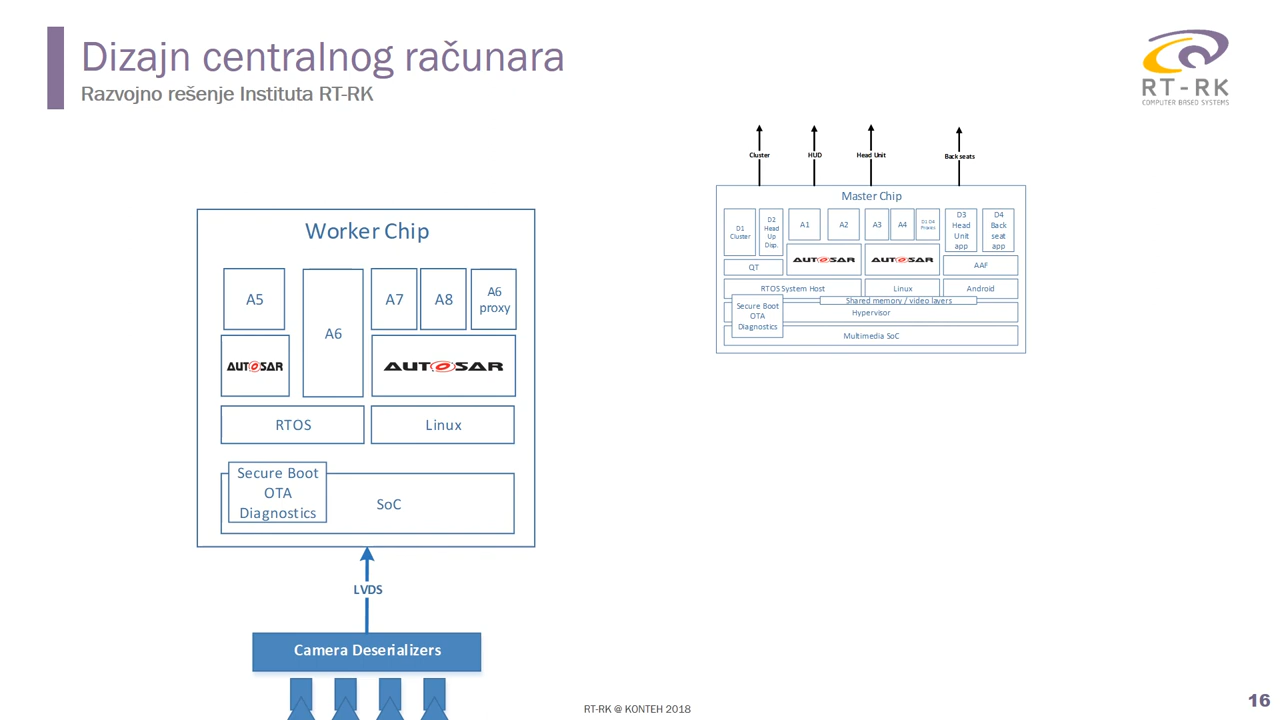 Dizajn centralnog računara
Razvojno rešenje Instituta RT-RK
RT-RK
COMPUTER BASED SYSTEMS
Worker Chip
A5
A6
A7
A8
A6
proxy
AUTOSAR
AUTOSAR
RTOS
Linux
Secure Boot
OTA
Diagnostics
SoC
LVDS
Camera Deserializers
Cluster
HUD
Head Unit
Back seats
Master Chip
D1
Cluster
D2
Head
Up
Disp.
A1
A2
A3
A4
D1 D4
Proxies
D3
Head
Unit
app
D4
Back
seat
app
AUTOSAR
AUTOSAR
QT
AAF
RTOS System Host
Linux
Android
Shared memory / video layers
Secure Boot
OTA
Diagnostics
Hypervisor
Multimedia SoC
RT-RK @ KONTEH 2018
16